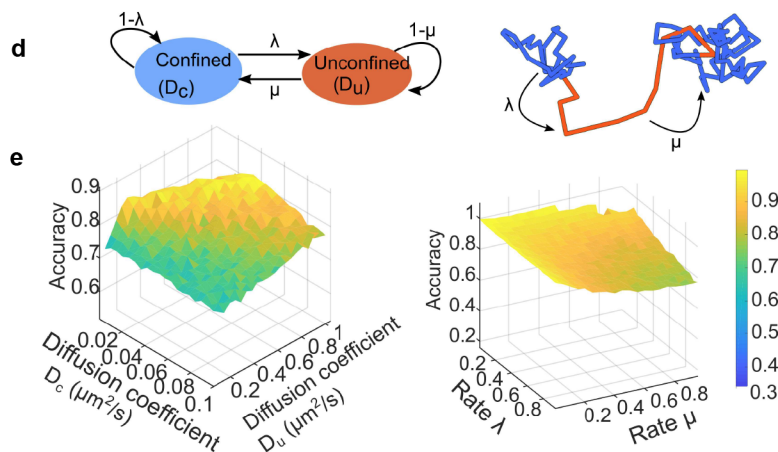 d
1-λ
Confined
(Dc)
λ
μ
Unconfined
(Du)
1-μ
λ
μ
e
Accuracy
0.9
0.8
0.7
0.6
0.02
0.04
0.06
0.08
0.1
Diffusion coefficient
Dc (μm²/s)
0.2
0.4
0.6
0.8
1
Diffusion coefficient
Du (μm²/s)
Accuracy
1
0.8
0.6
0.4
0.2
0.2
0.4
0.6
0.8
Rate λ
0.2
0.4
0.6
0.8
Rate μ
0.9
0.8
0.7
0.6
0.5
0.4
0.3